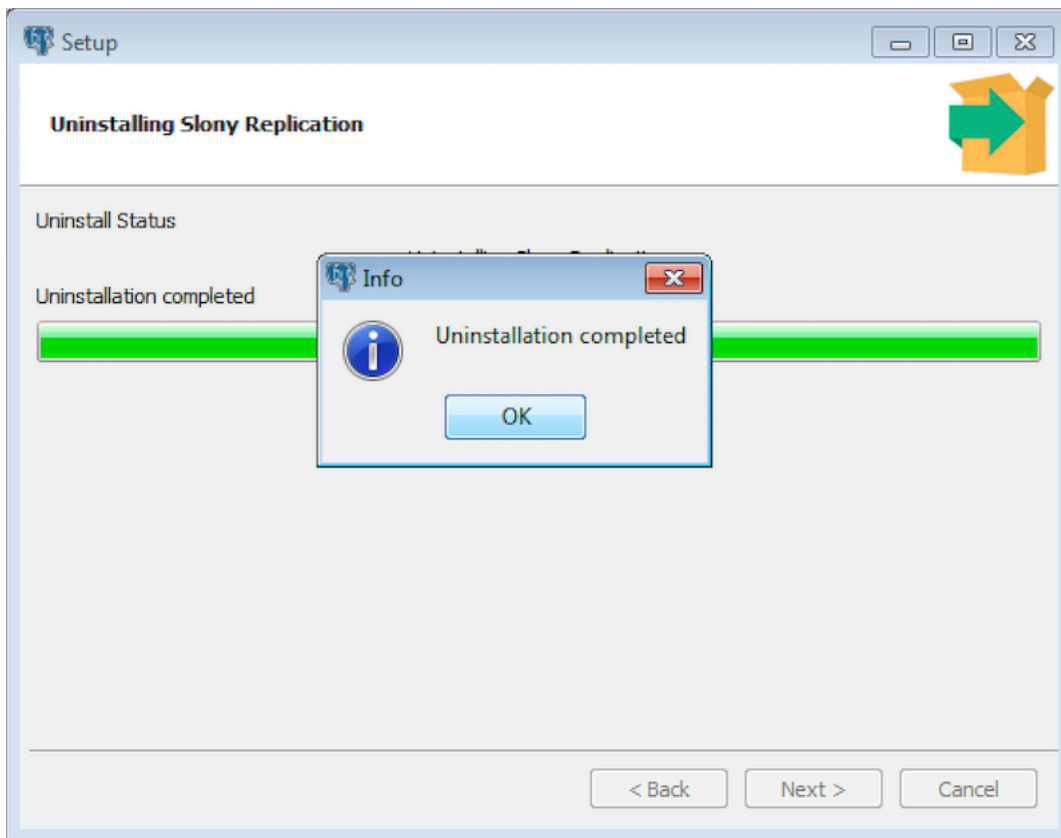 Setup
Uninstalling Slony Replication
Uninstall Status
Uninstallation completed
Info
Uninstallation completed
OK
< Back
Next >
Cancel